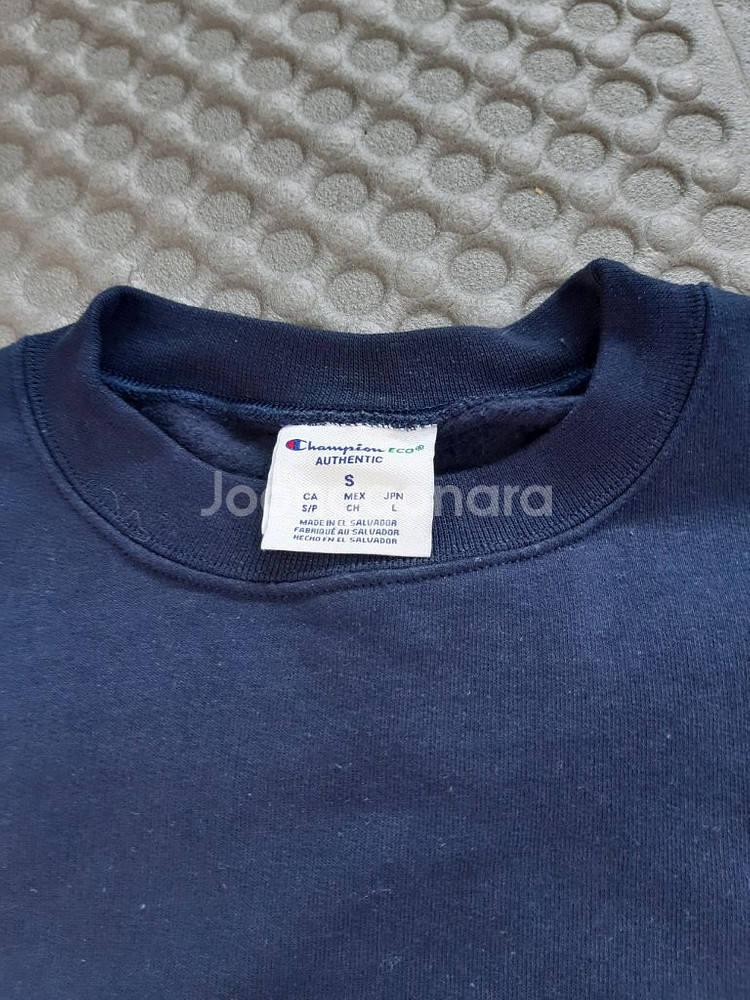 Champion ECO®
AUTHENTIC
S
CA MEX JPN
S/P CH L
MADE IN EL SALVADOR
FABRIQUÉ AU SALVADOR
HECHO EN EL SALVADOR